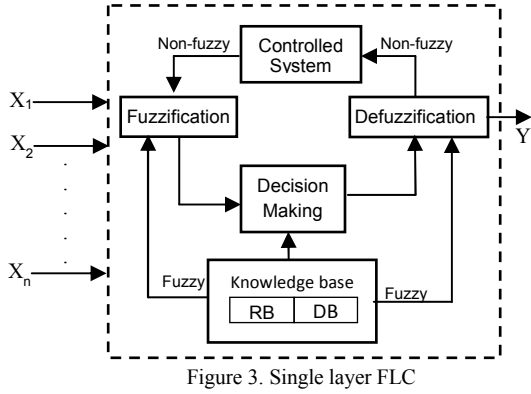 Non-fuzzy
Controlled
System
Non-fuzzy
X1
Fuzzification
Defuzzification
Y
X2
Decision
Making
Xn
Fuzzy
Knowledge base
RB
DB
Fuzzy
Figure 3. Single layer FLC